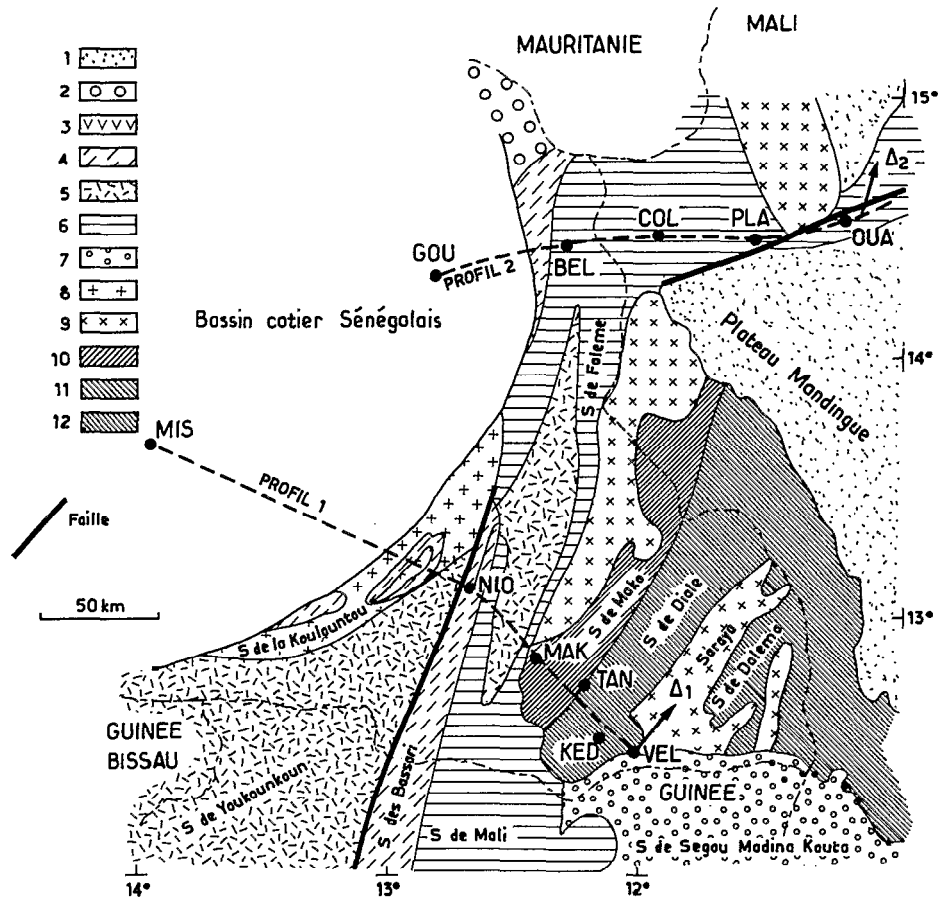 MALI
MAURITANIE
1
2
3
4
5
6
7
8
9
10
11
12
15°
Δ2
COL
PLA
OUA
GOU
BEL
PROFIL 2
Bassin cotier Sénégalais
Plateau Mandingue
14°
S de Faleme
MIS
PROFIL 1
Faille
50 km
NIO
13°
S de la Koulountou
S de Mako
S de Diale
MAK
Saraya
S de Dalema
TAN
Δ1
GUINEE
BISSAU
KED
VEL
GUINEE
S de Youkounkoun
S des Bassari
S de Mali
S de Segou Madina Kouta
14°
13°
12°